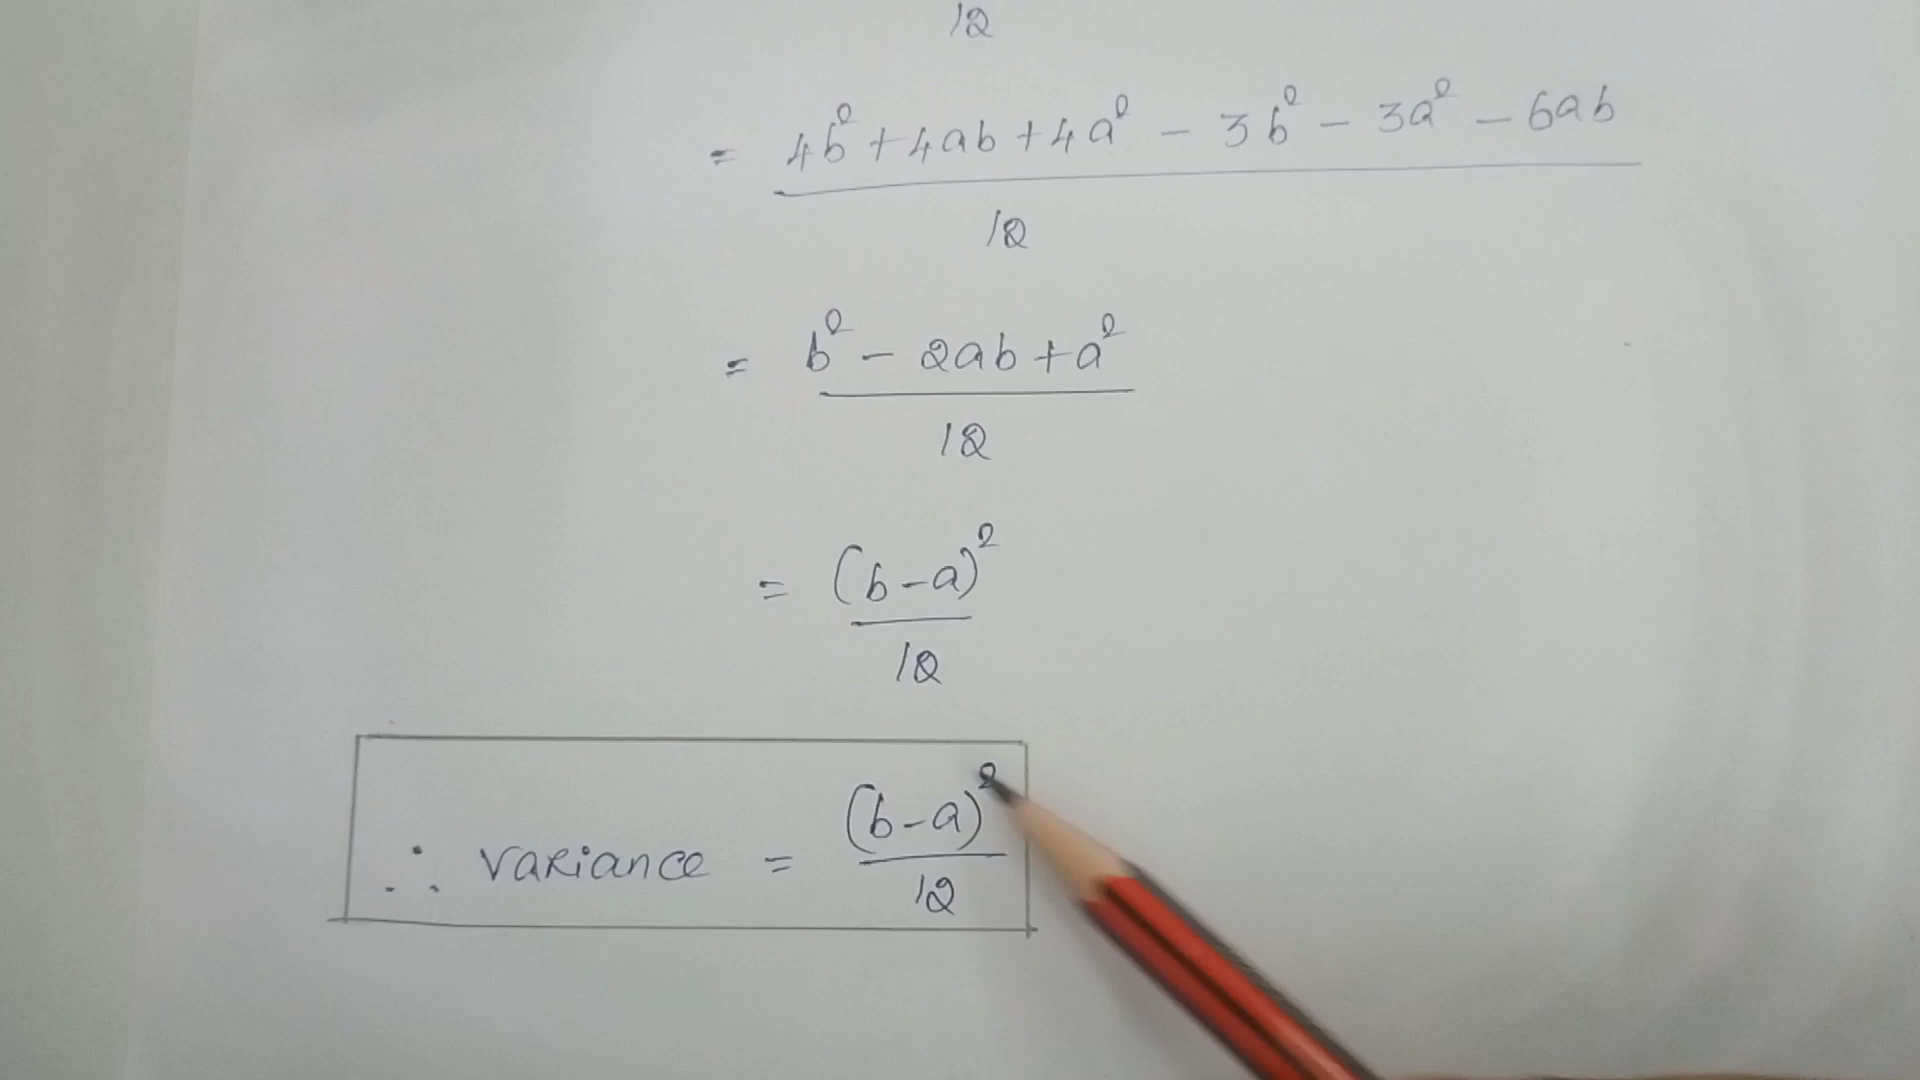 12
= 4b² + 4ab + 4a² - 3b² - 3a² - 6ab
12
= b² - 2ab + a²
12
= (b-a)²
12
∴ variance = (b-a)²
12